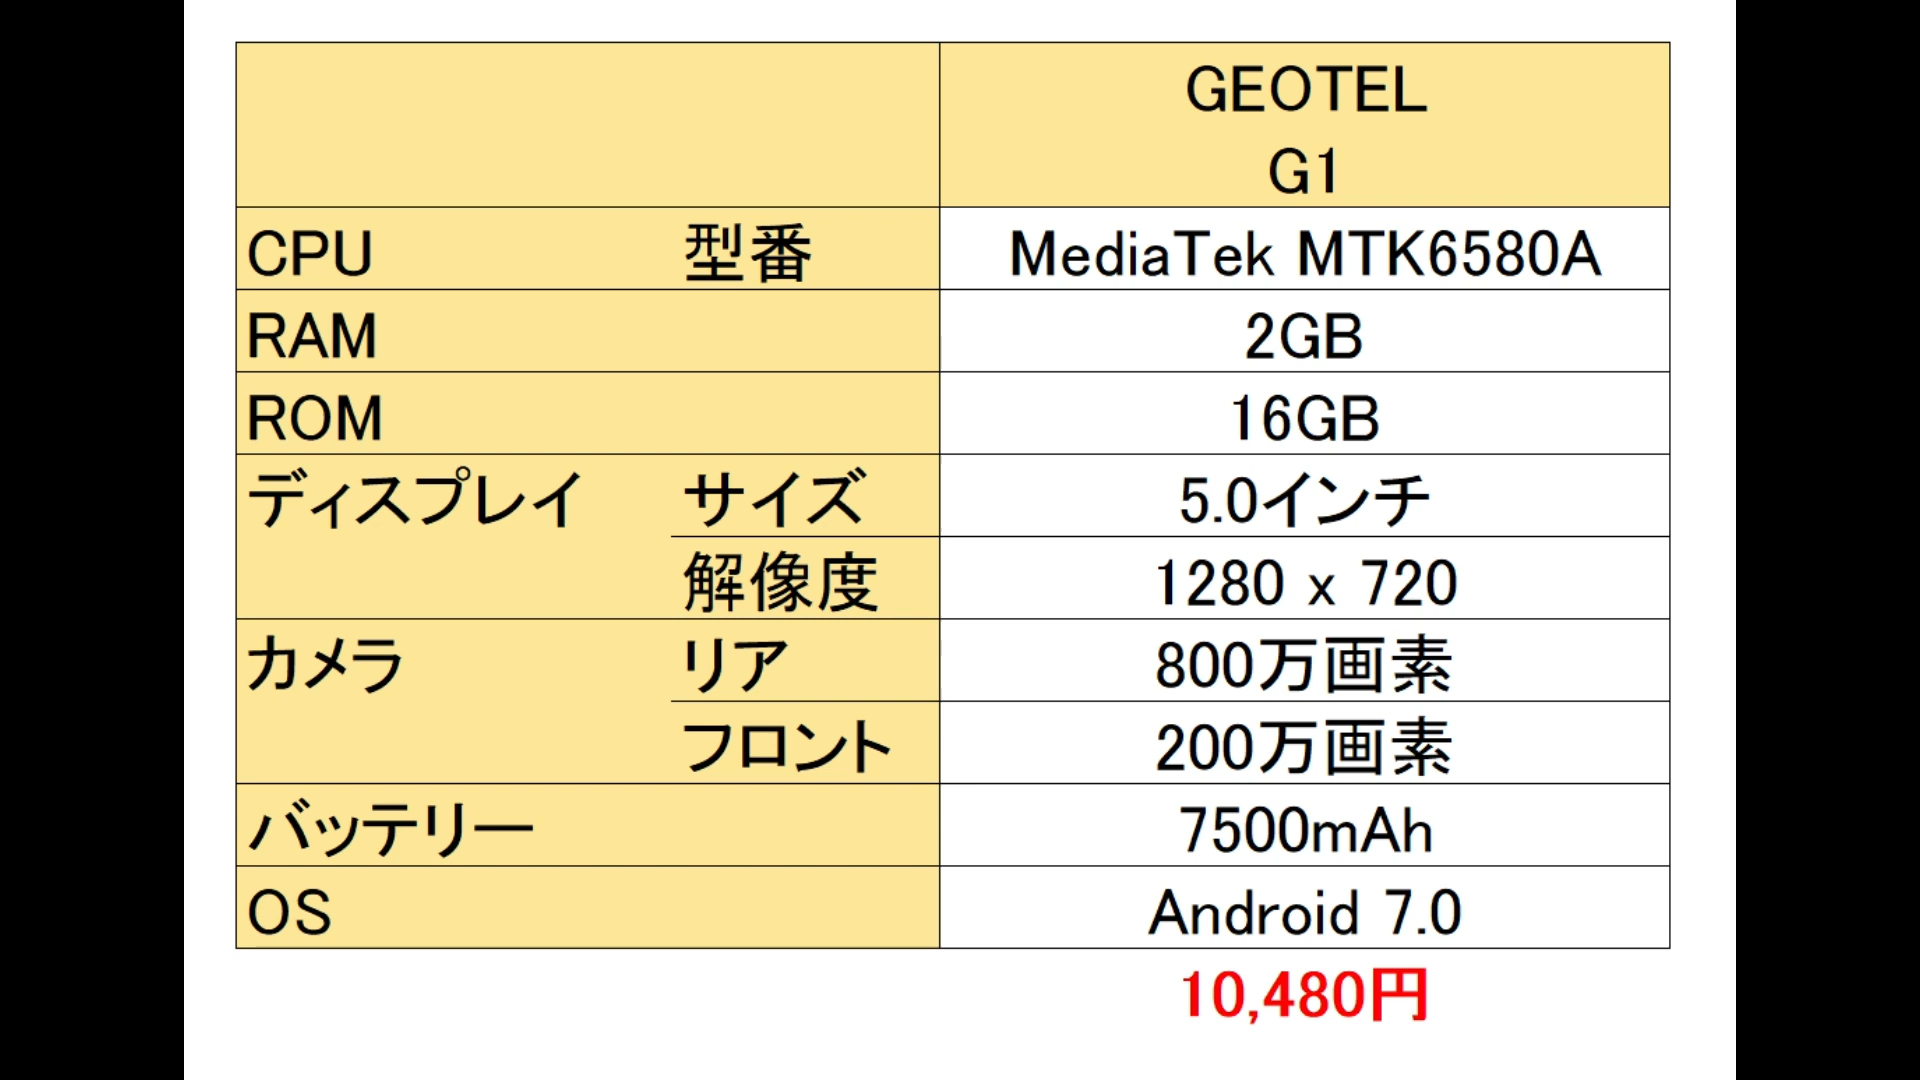 GEOTEL
G1
CPU 型番 MediaTek MTK6580A
RAM 2GB
ROM 16GB
ディスプレイ サイズ 5.0インチ
解像度 1280 x 720
カメラ リア 800万画素
フロント 200万画素
バッテリー 7500mAh
OS Android 7.0
10,480円